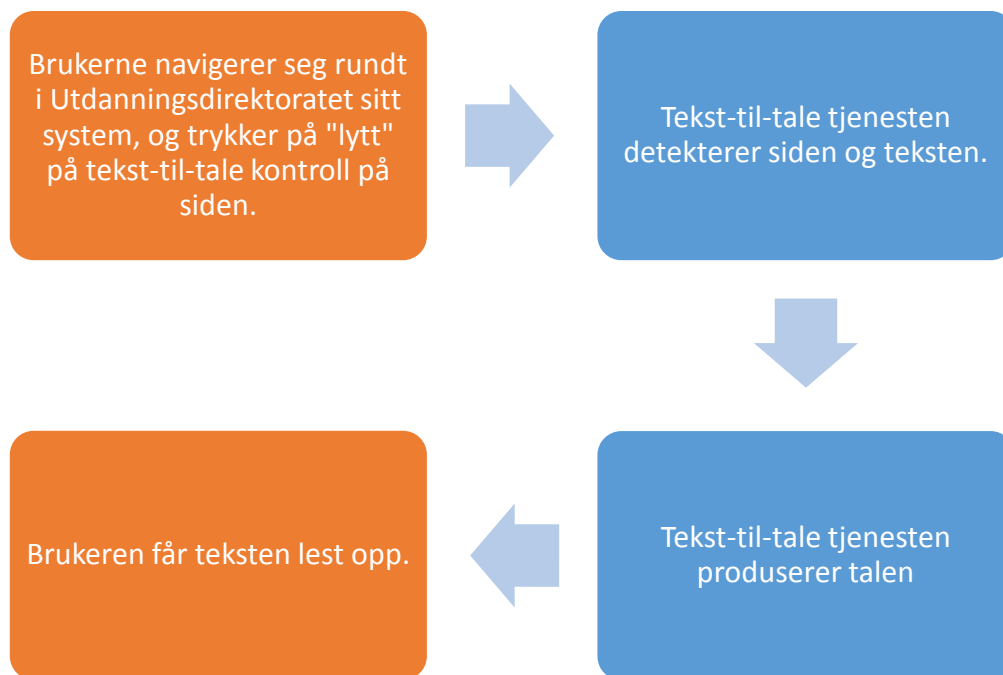 Brukerne navigerer seg rundt
i Utdanningsdirektoratet sitt
system, og trykker på "lytt"
på tekst-til-tale kontroll på
siden.
Tekst-til-tale tjenesten
detekterer siden og teksten.
Tekst-til-tale tjenesten
produserer talen
Brukeren får teksten lest opp.